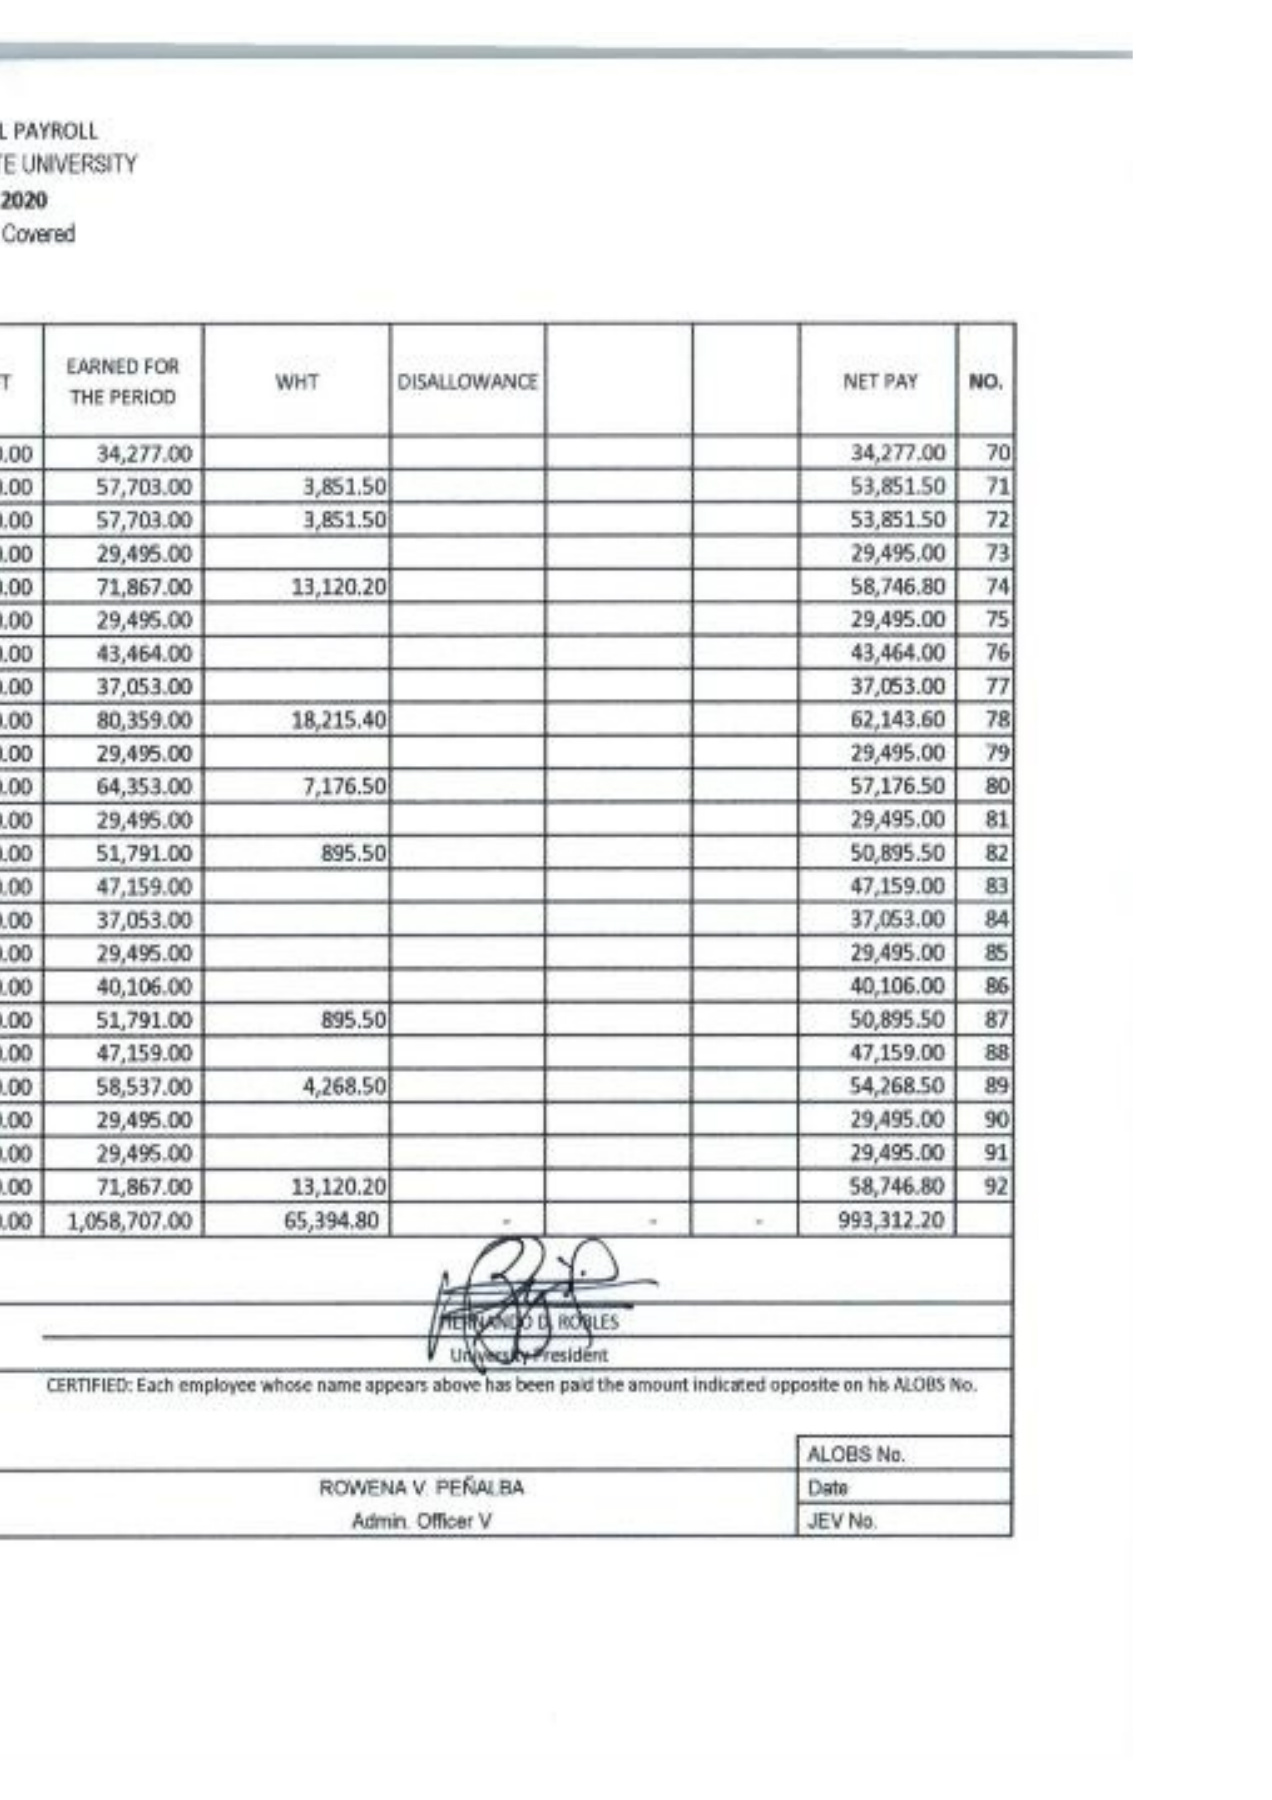 L PAYROLL
TE UNIVERSITY
2020
Covered
T EARNED FOR THE PERIOD WHT DISALLOWANCE NET PAY NO.
.00 34,277.00 34,277.00 70
.00 57,703.00 3,851.50 53,851.50 71
.00 57,703.00 3,851.50 53,851.50 72
.00 29,495.00 29,495.00 73
.00 71,867.00 13,120.20 58,746.80 74
.00 29,495.00 29,495.00 75
.00 43,464.00 43,464.00 76
.00 37,053.00 37,053.00 77
.00 80,359.00 18,215.40 62,143.60 78
.00 29,495.00 29,495.00 79
.00 64,353.00 7,176.50 57,176.50 80
.00 29,495.00 29,495.00 81
.00 51,791.00 895.50 50,895.50 82
.00 47,159.00 47,159.00 83
.00 37,053.00 37,053.00 84
.00 29,495.00 29,495.00 85
.00 40,106.00 40,106.00 86
.00 51,791.00 895.50 50,895.50 87
.00 47,159.00 47,159.00 88
.00 58,537.00 4,268.50 54,268.50 89
.00 29,495.00 29,495.00 90
.00 29,495.00 29,495.00 91
.00 71,867.00 13,120.20 58,746.80 92
.00 1,058,707.00 65,394.80 - - - 993,312.20
HERNANDO D. ROBLES
University President
CERTIFIED: Each employee whose name appears above has been paid the amount indicated opposite on his ALOBS No.
ALOBS No.
ROWENA V. PEÑALBA Date
Admin. Officer V JEV No.